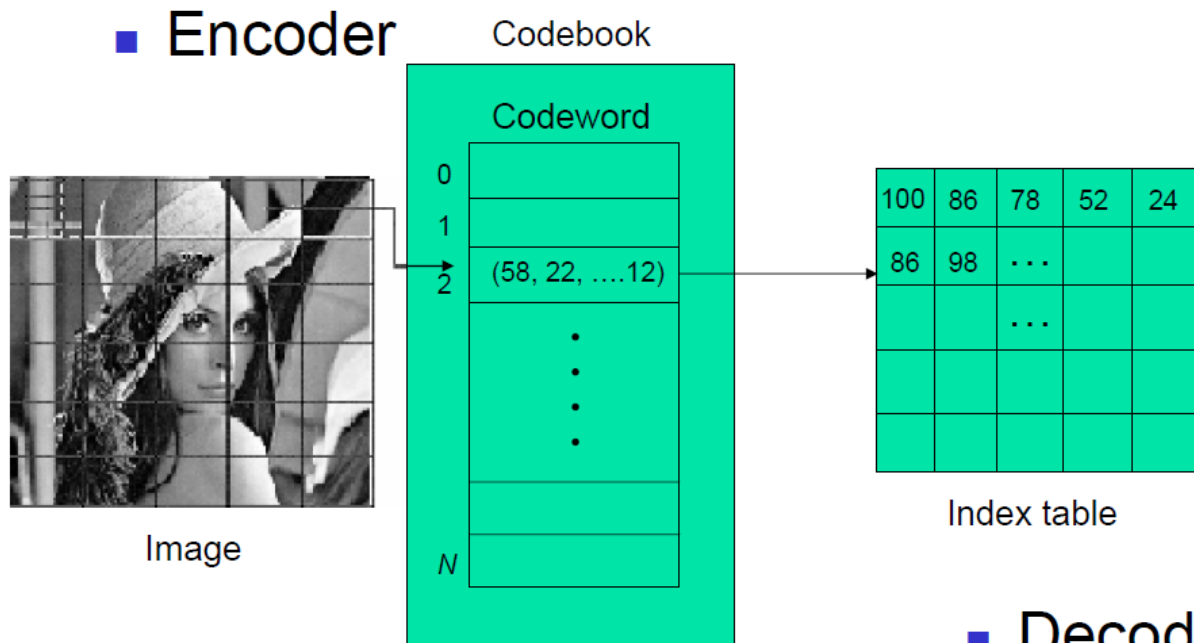 ▪ Encoder
Codebook
Codeword
0
1
2
(58, 22, ….12)
N
Image
100 86 78 52 24
86 98 ...
...
Index table
▪ Decod